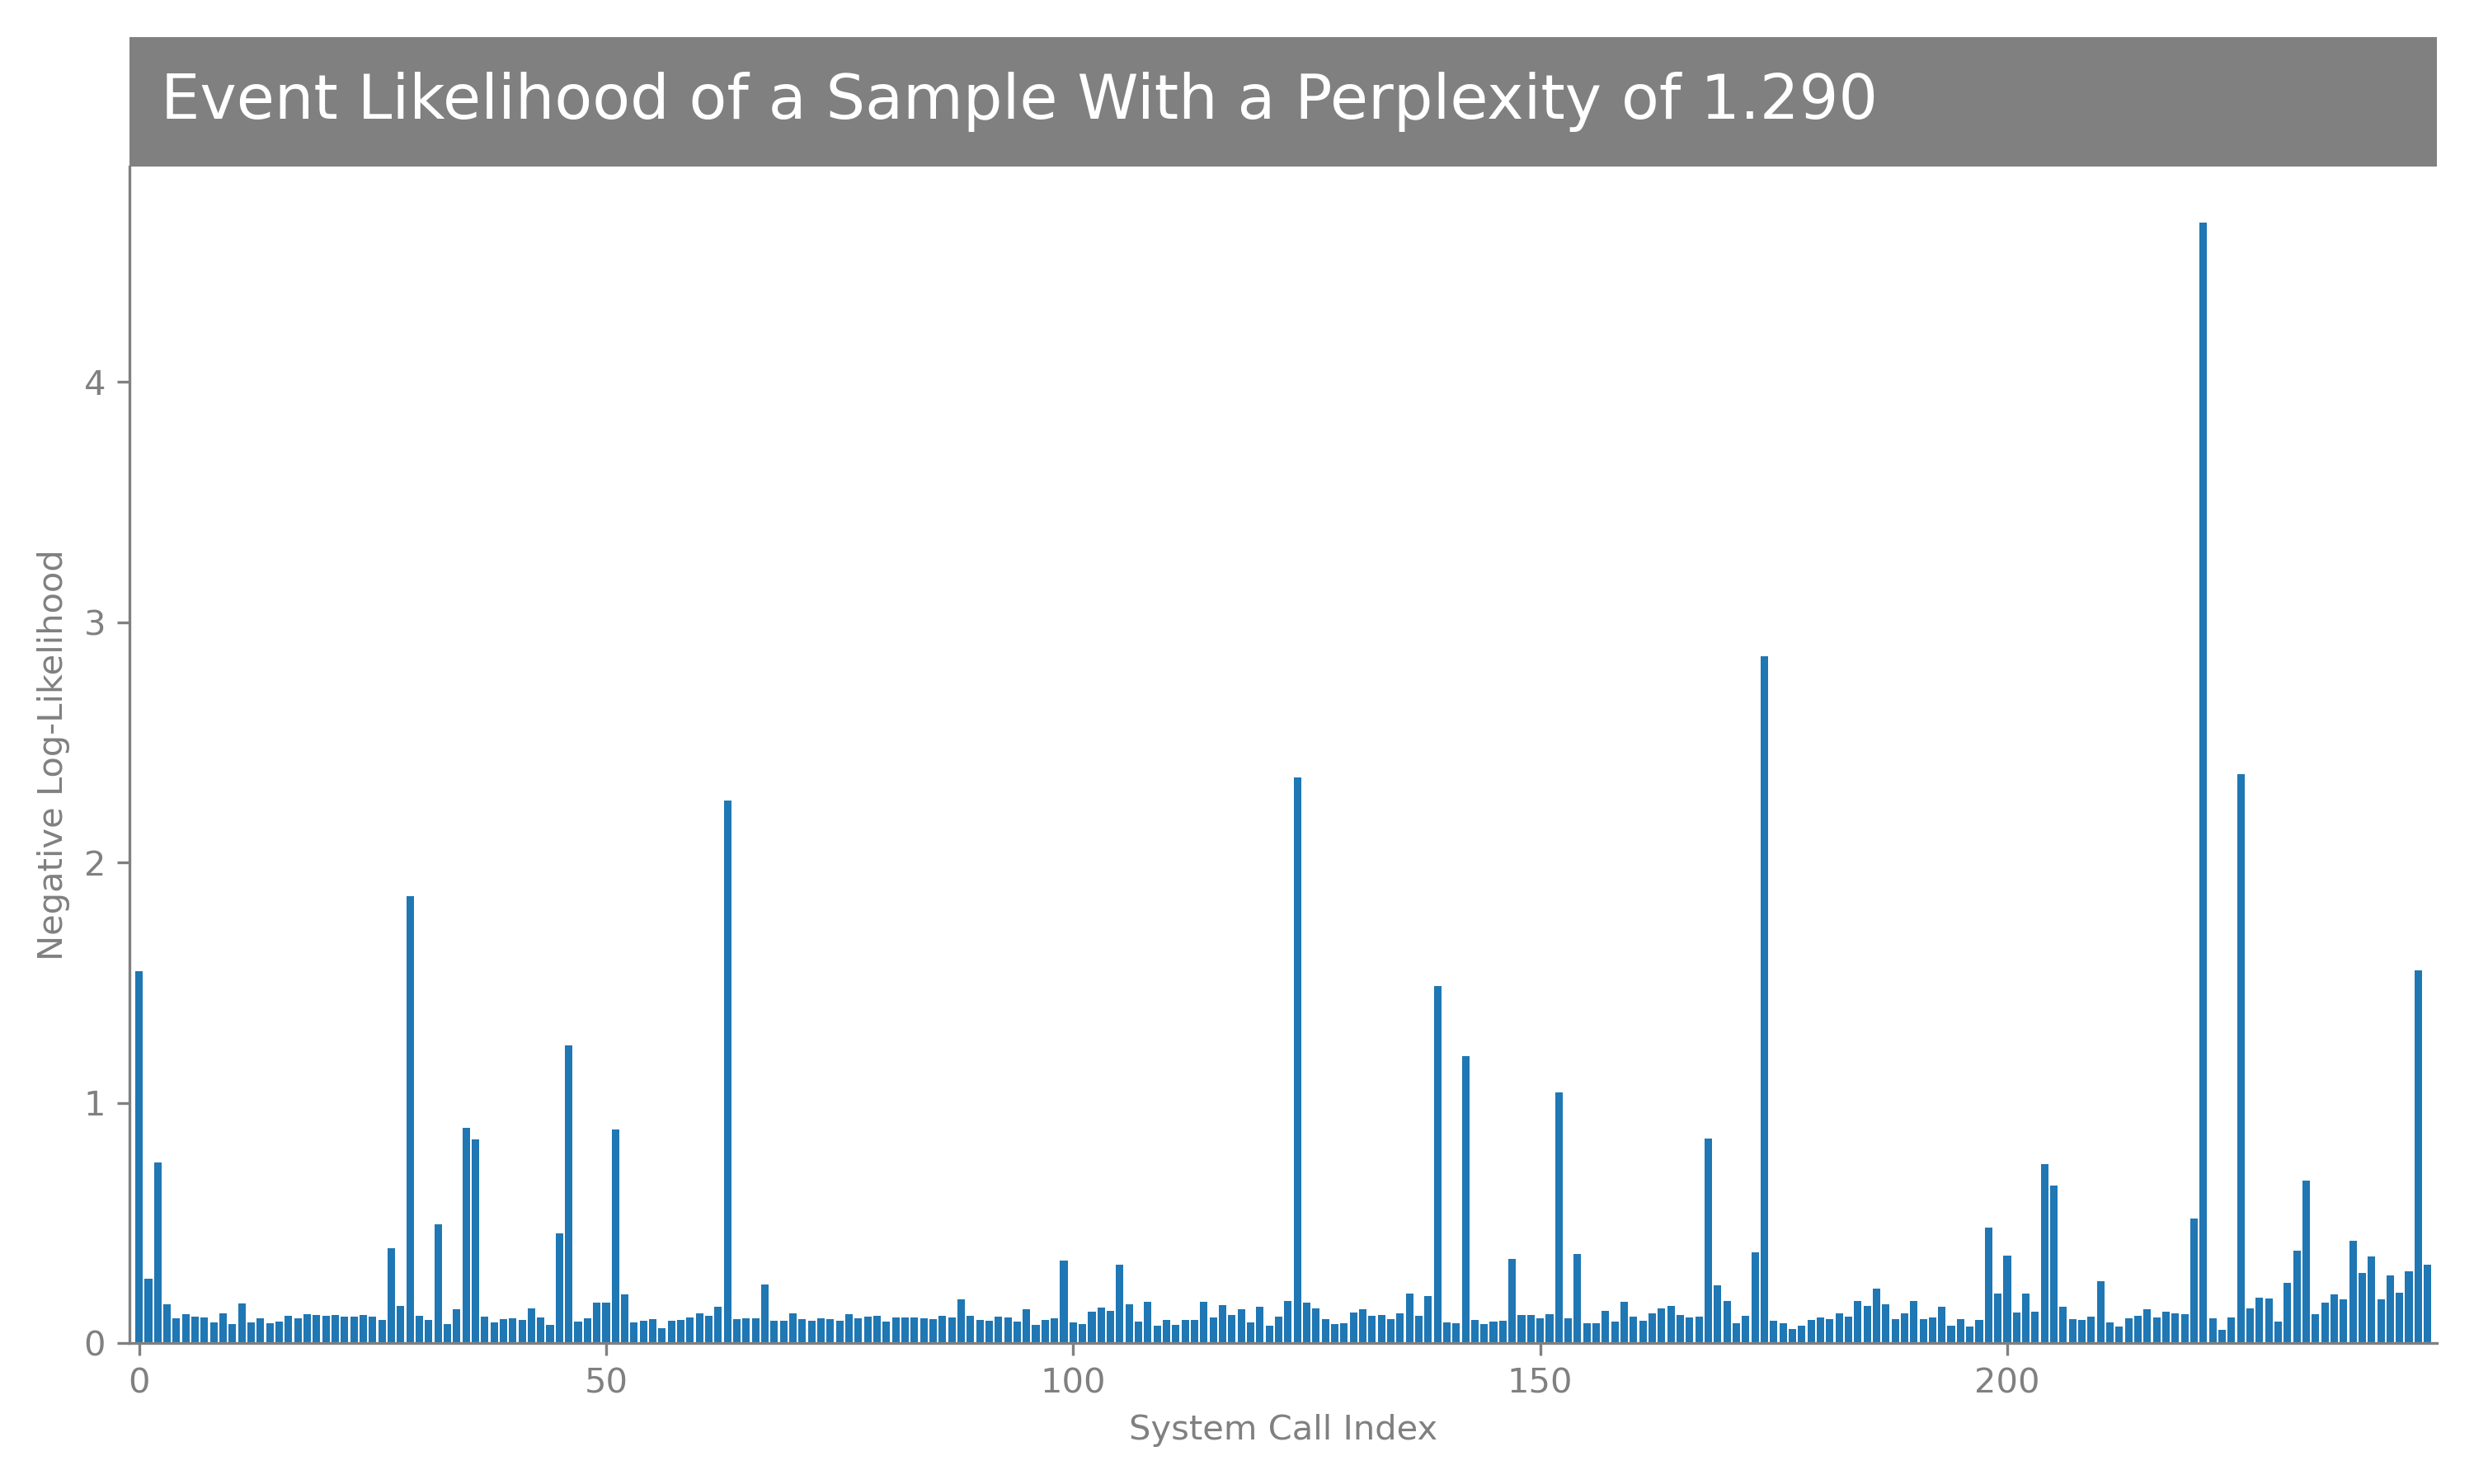 Event Likelihood of a Sample With a Perplexity of 1.290
Negative Log-Likelihood
4
3
2
1
0
0 50 100 150 200
System Call Index